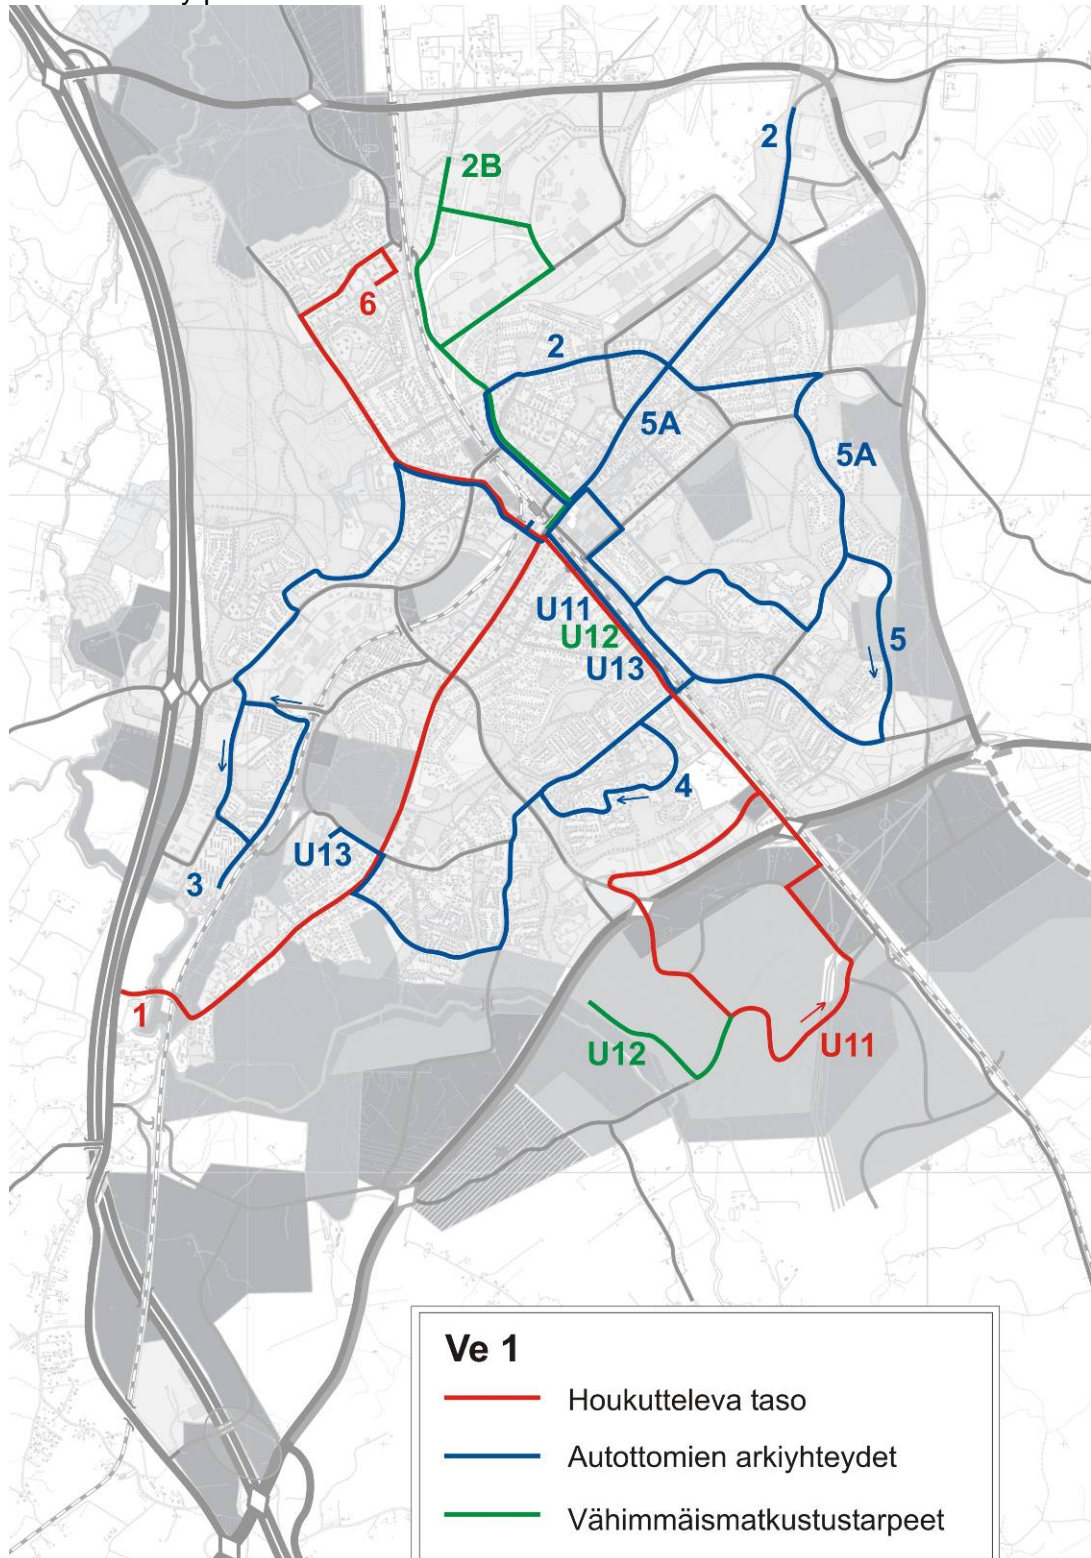 2
2B
6
2
5A
5A
U11
U12
U13
5
4
U13
3
1
U11
U12
Ve 1
Houkutteleva taso
Autottomien arkiyhteydet
Vähimmäismatkustustarpeet